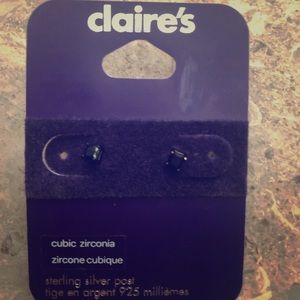 claire's
cubic zirconia
zircone cubique
sterling silver post
tige en argent 925 millièmes